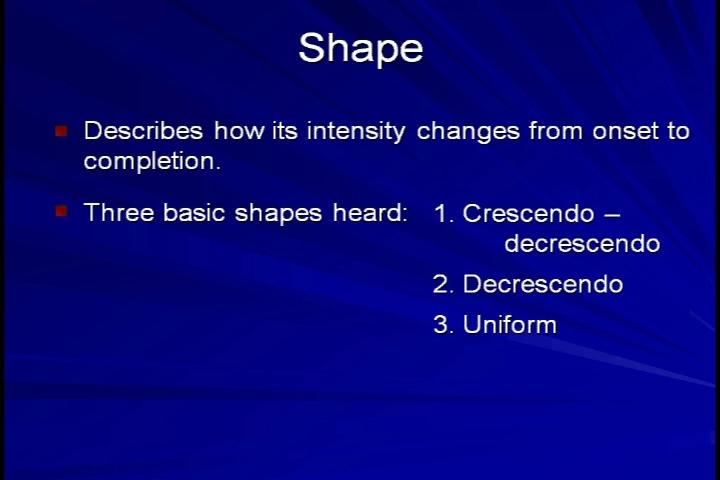 Shape
Describes how its intensity changes from onset to
completion.
Three basic shapes heard: 1. Crescendo –
decrescendo
2. Decrescendo
3. Uniform